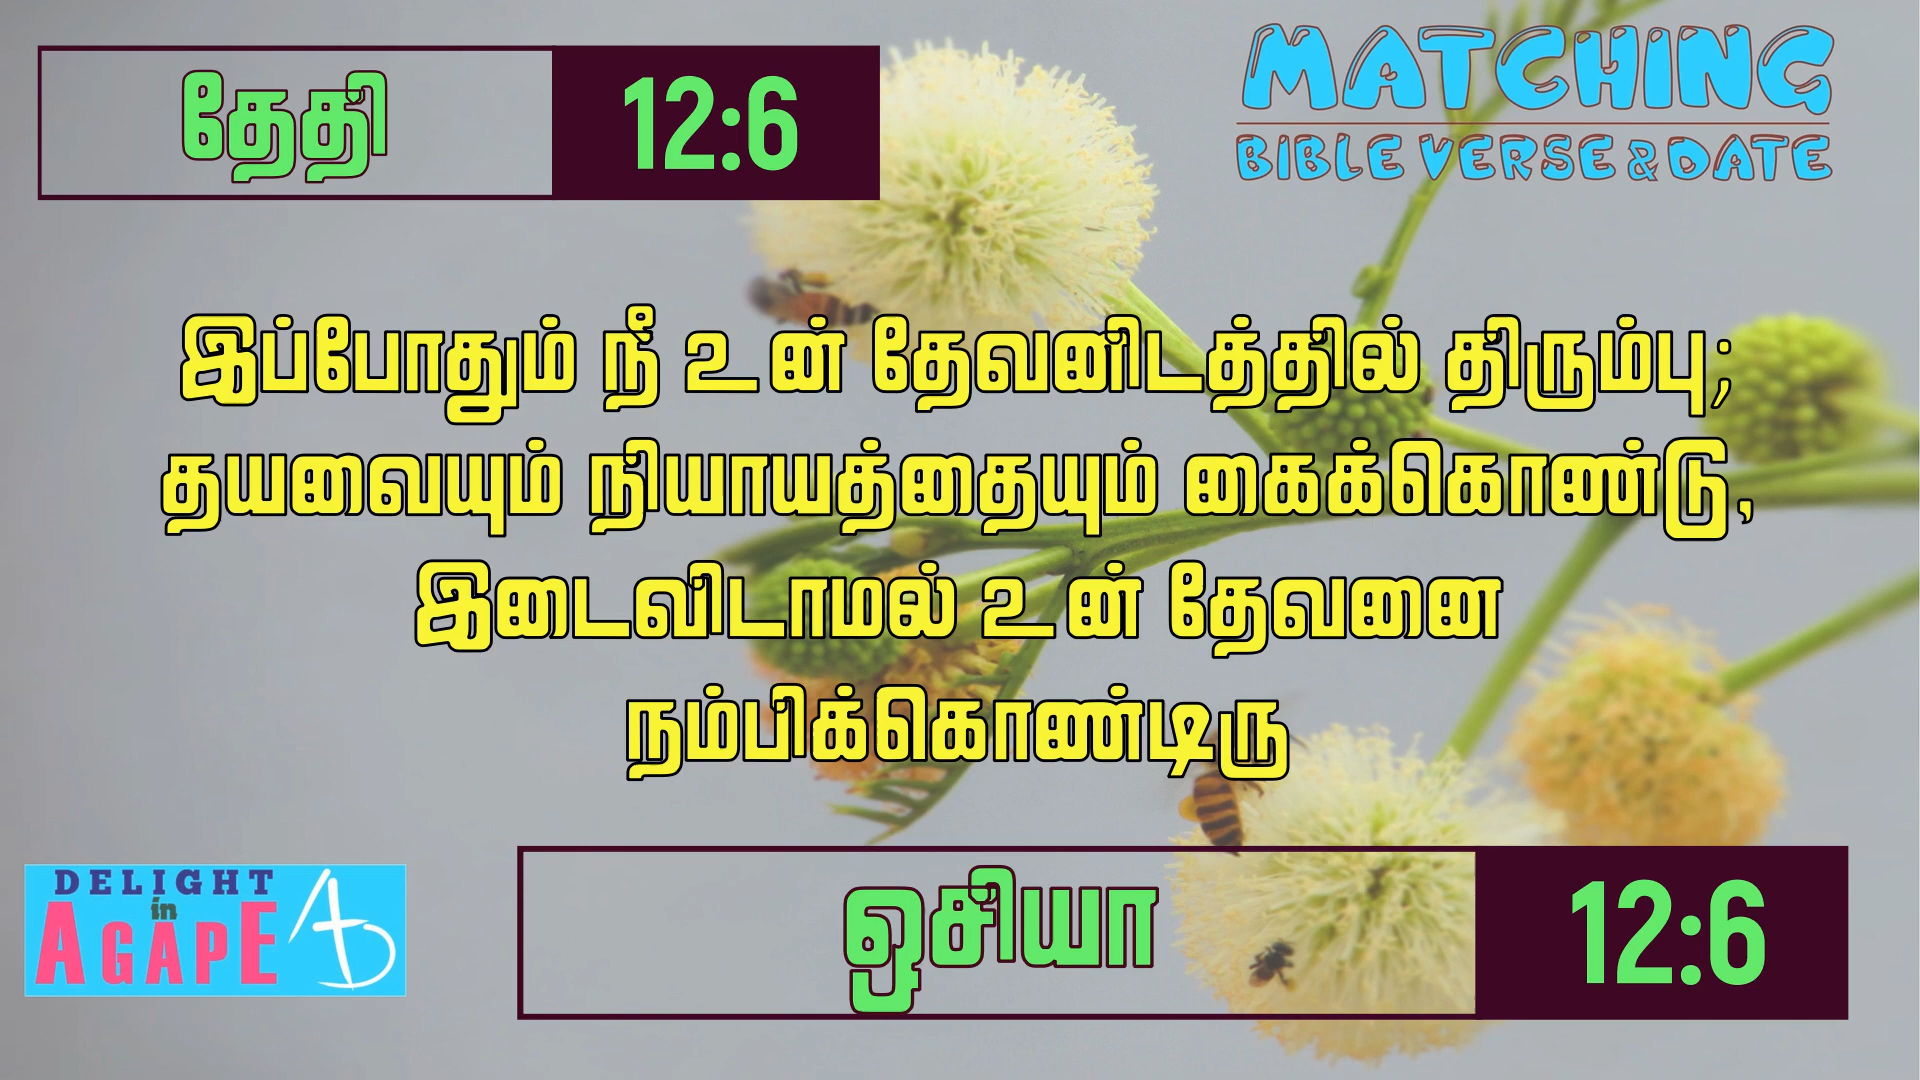 தேதி 12:6
MATCHING
BIBLE VERSE & DATE
இப்போதும் நீ உன் தேவனிடத்தில் திரும்பு;
தயவையும் நியாயத்தையும் கைக்கொண்டு,
இடைவிடாமல் உன் தேவனை
நம்பிக்கொண்டிரு
DELIGHT
in
AGAPE
ஒசியா 12:6